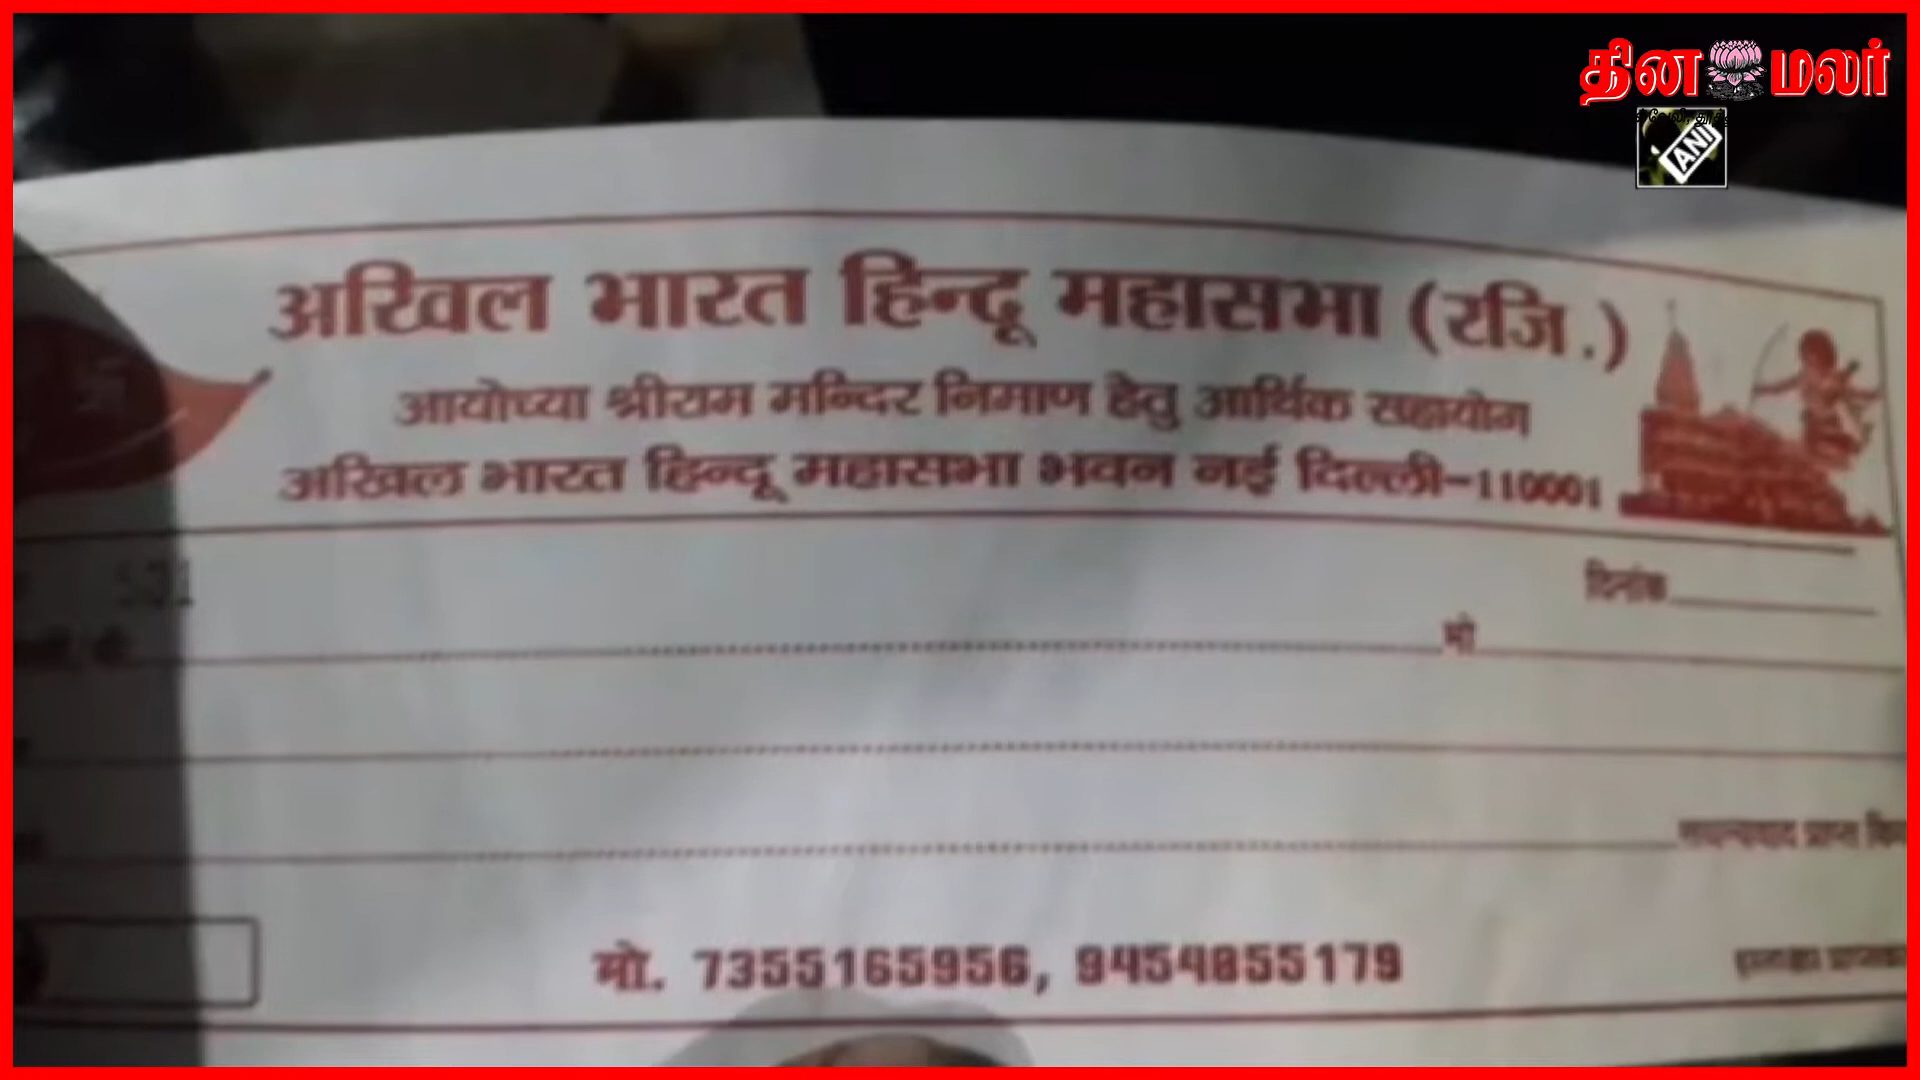 தினமலர்
ANI
अखिल भारत हिन्दू महासभा (रजि.)
आयोध्या श्रीराम मन्दिर निमाण हेतु आर्थिक सहायोग
अखिल भारत हिन्दू महासभा भवन नई दिल्ली-110001
दिनांक
मो
प्राप्त
मो. 7355165956, 9454855179